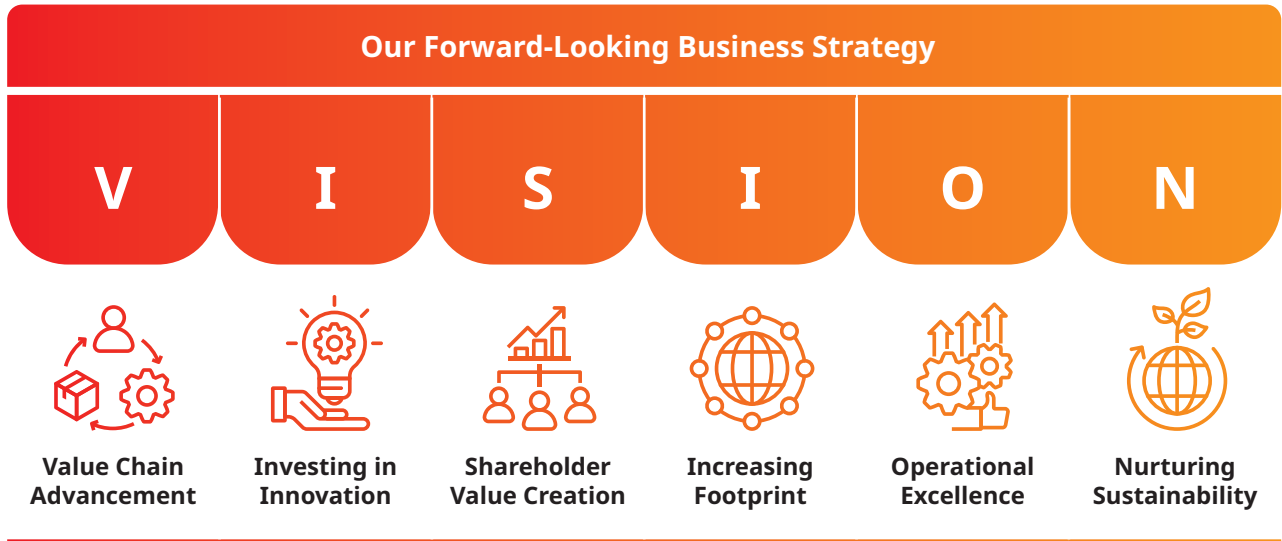 Our Forward-Looking Business Strategy
V
I
S
I
O
N
Value Chain
Advancement
Investing in
Innovation
Shareholder
Value Creation
Increasing
Footprint
Operational
Excellence
Nurturing
Sustainability